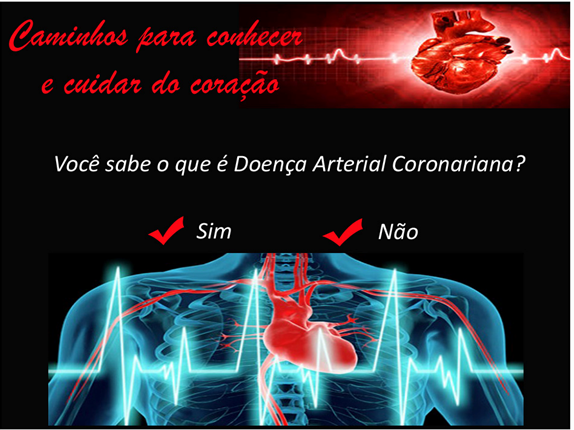 Caminhos para conhecer
e cuidar do coração
Você sabe o que é Doença Arterial Coronariana?
Sim
Não